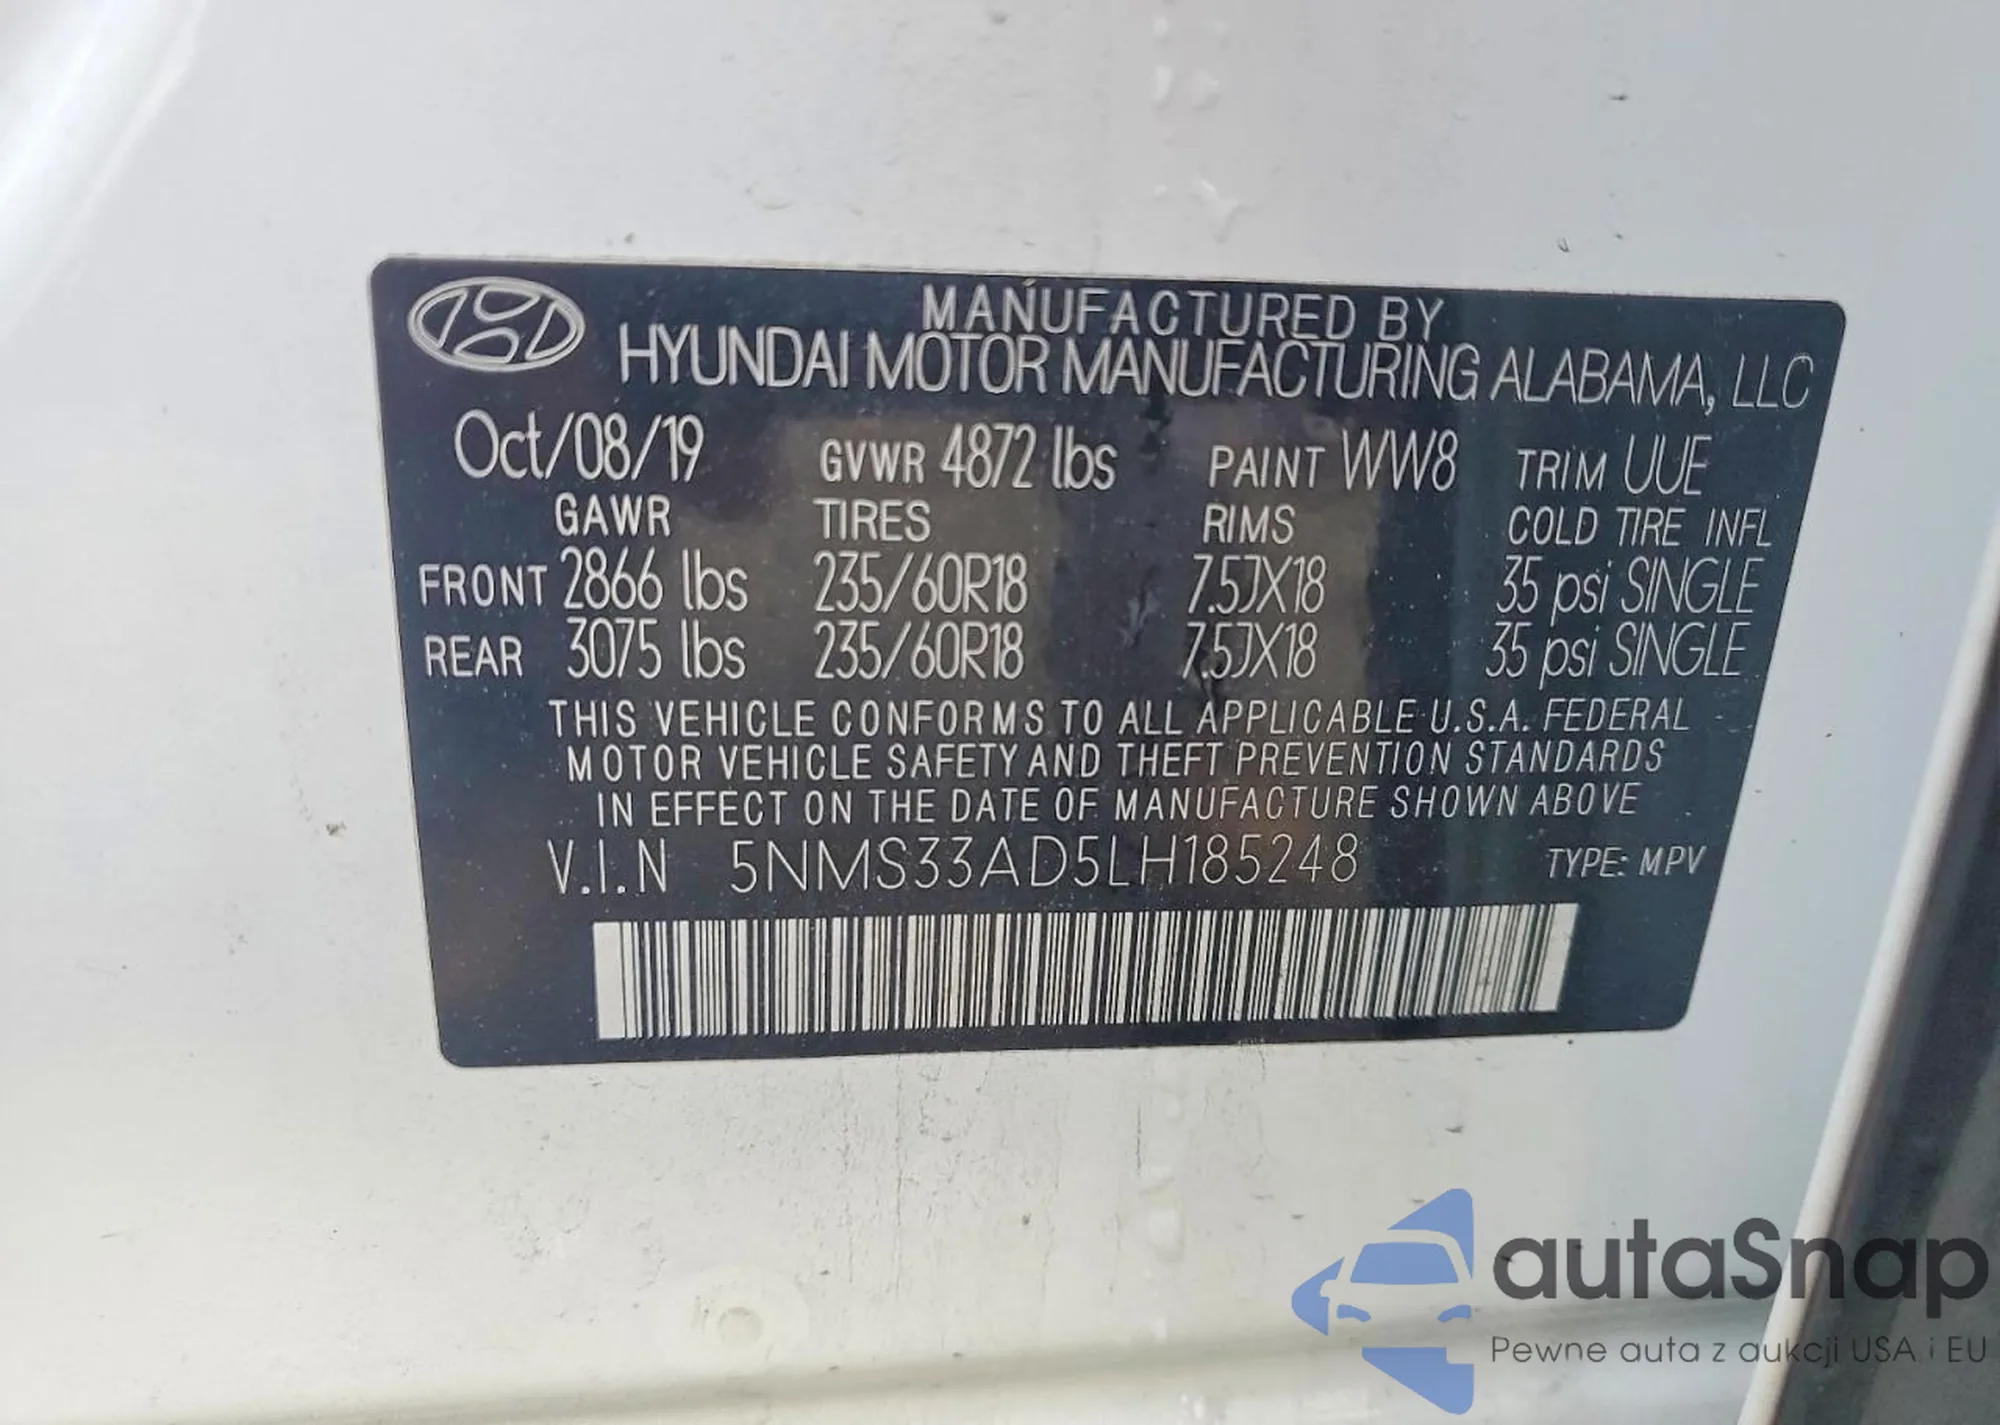 MANUFACTURED BY
HYUNDAI MOTOR MANUFACTURING ALABAMA, LLC
Oct/08/19 GVWR 4872 lbs PAINT WW8 TRIM UUE
GAWR TIRES RIMS COLD TIRE INFL
FRONT 2866 lbs 235/60R18 7.5JX18 35 psi SINGLE
REAR 3075 lbs 235/60R18 7.5JX18 35 psi SINGLE
THIS VEHICLE CONFORMS TO ALL APPLICABLE U.S.A. FEDERAL
MOTOR VEHICLE SAFETY AND THEFT PREVENTION STANDARDS
IN EFFECT ON THE DATE OF MANUFACTURE SHOWN ABOVE
V.I.N 5NMS33AD5LH185248 TYPE: MPV
autaSnap
Pewne auta z aukcji USA i EU